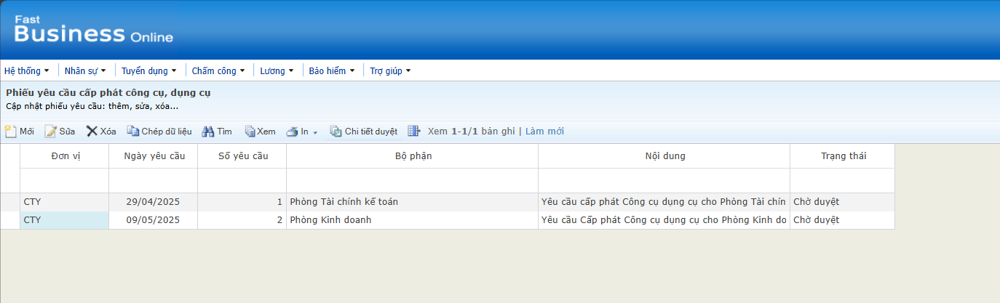 Fast
Business Online
Hệ thống Nhân sự Tuyển dụng Chấm công Lương Bảo hiểm Trợ giúp
Phiếu yêu cầu cấp phát công cụ, dụng cụ
Cập nhật phiếu yêu cầu: thêm, sửa, xóa...
Mới Sửa Xóa Chép dữ liệu Tìm Xem In Chi tiết duyệt Xem 1-1/1 bản ghi | Làm mới
Đơn vị Ngày yêu cầu Số yêu cầu Bộ phận Nội dung Trạng thái
CTY 29/04/2025 1 Phòng Tài chính kế toán Yêu cầu cấp phát Công cụ dụng cụ cho Phòng Tài chín Chờ duyệt
CTY 09/05/2025 2 Phòng Kinh doanh Yêu cầu Cấp phát Công cụ dụng cụ cho Phòng Kinh do Chờ duyệt